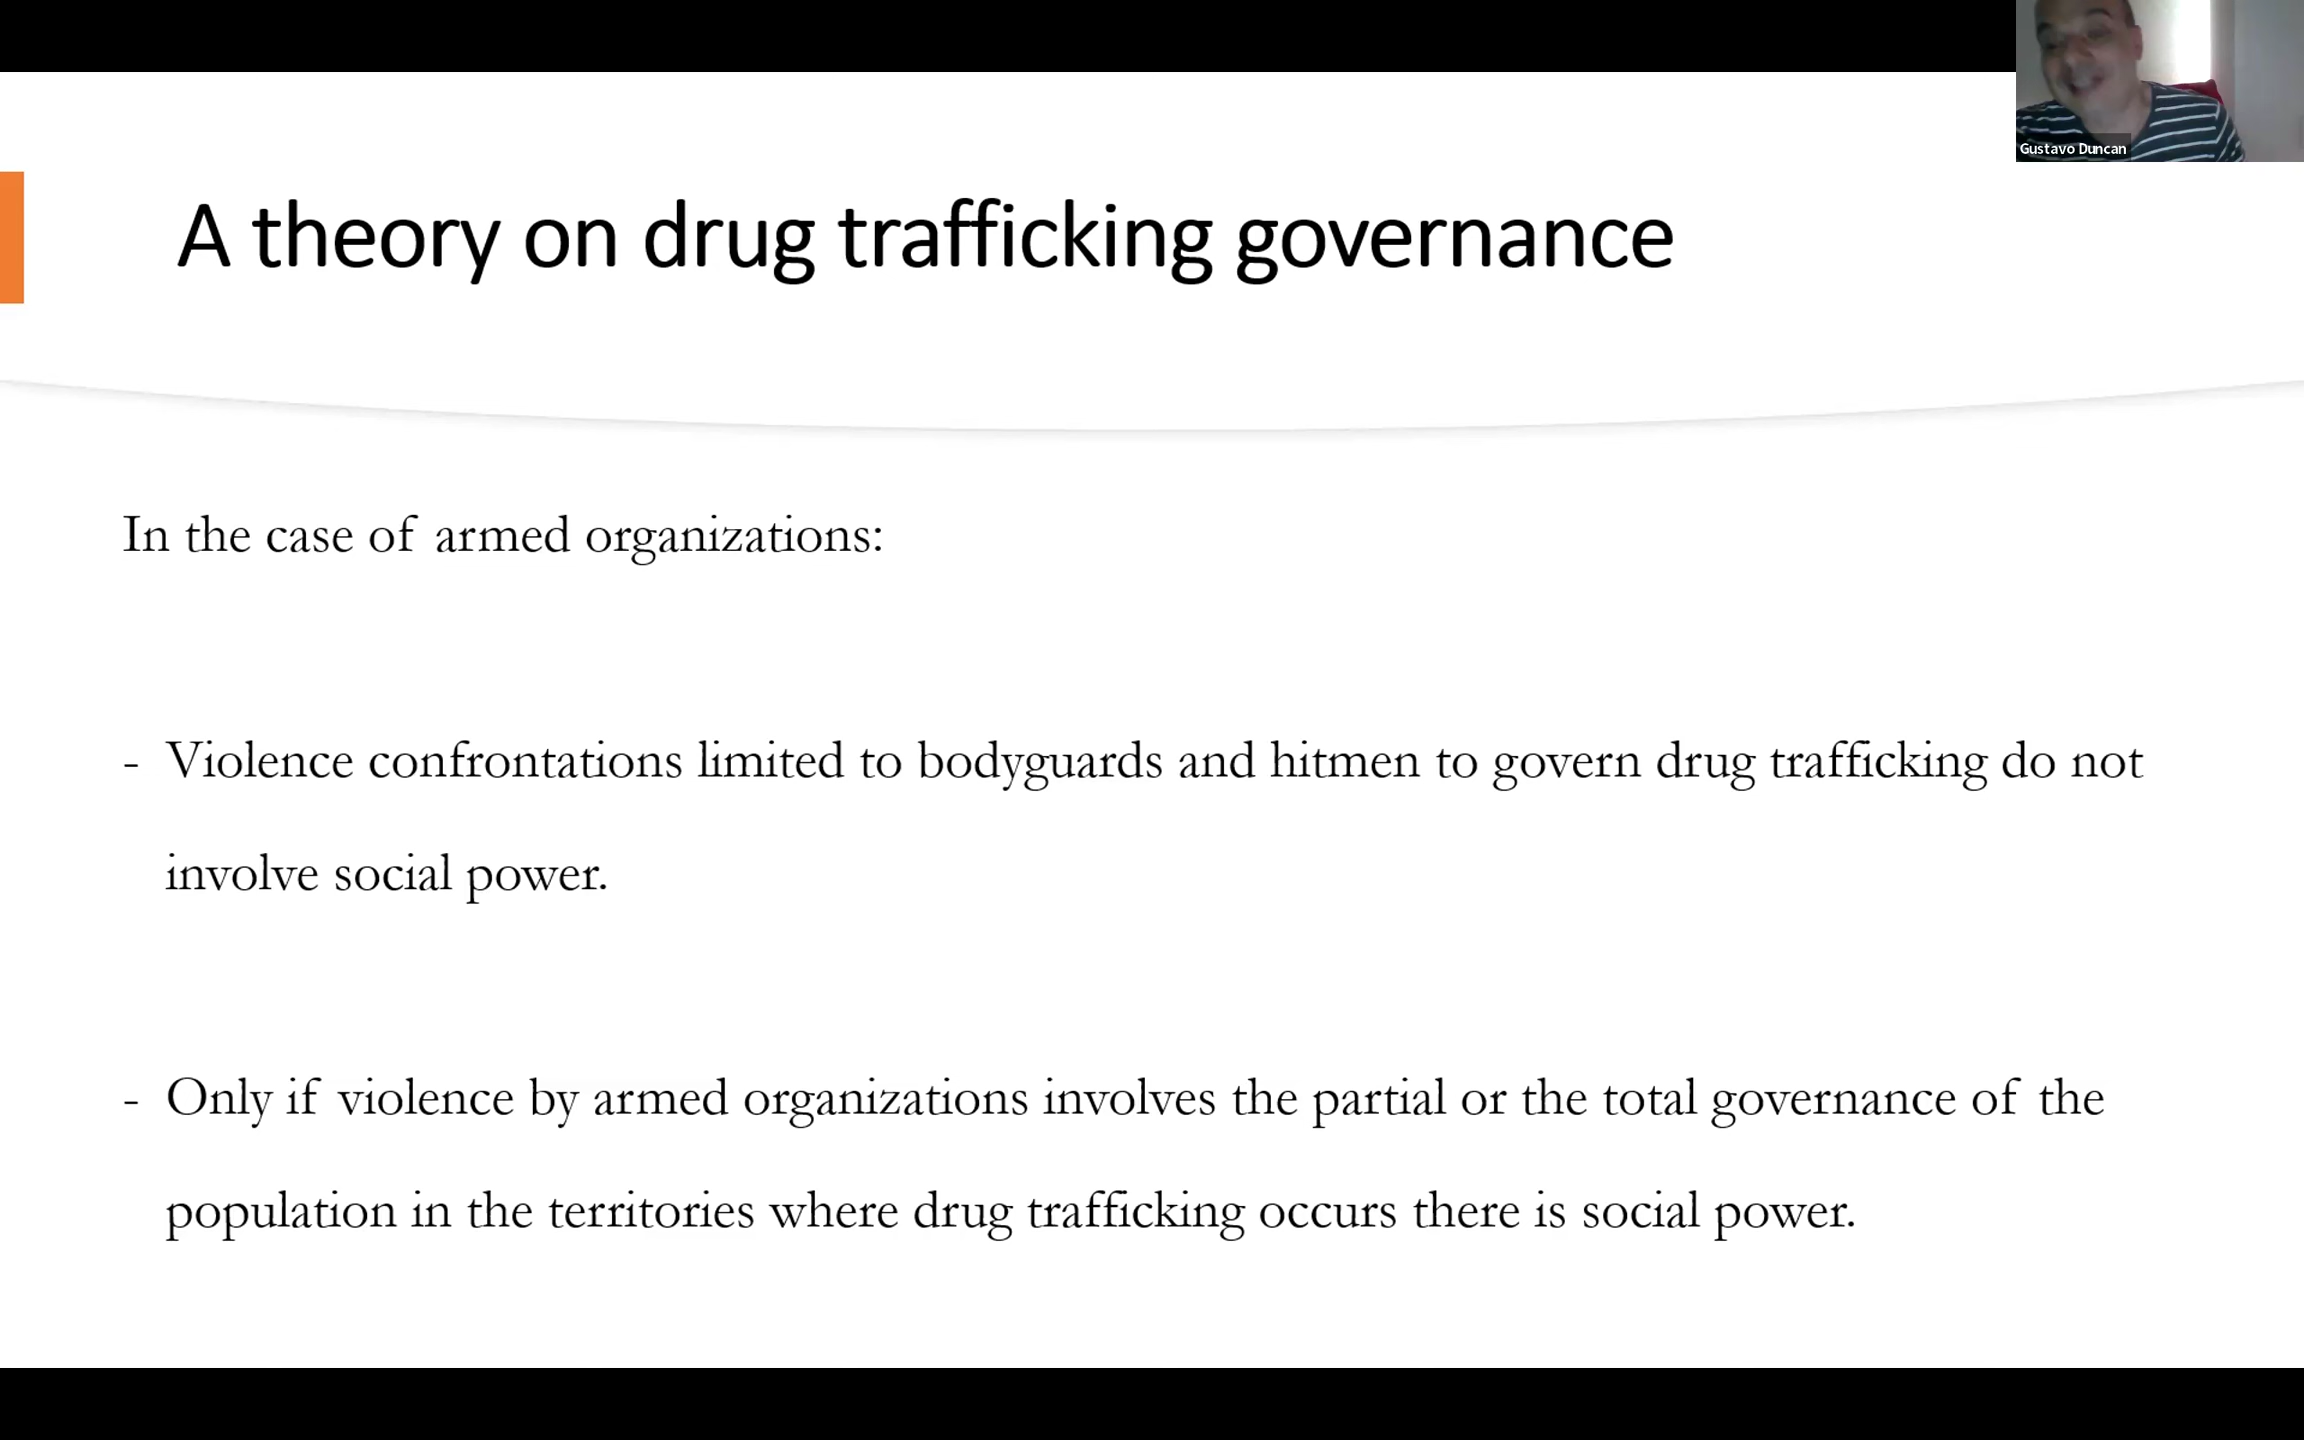 Gustavo Duncan
A theory on drug trafficking governance
In the case of armed organizations:
- Violence confrontations limited to bodyguards and hitmen to govern drug trafficking do not
involve social power.
- Only if violence by armed organizations involves the partial or the total governance of the
population in the territories where drug trafficking occurs there is social power.